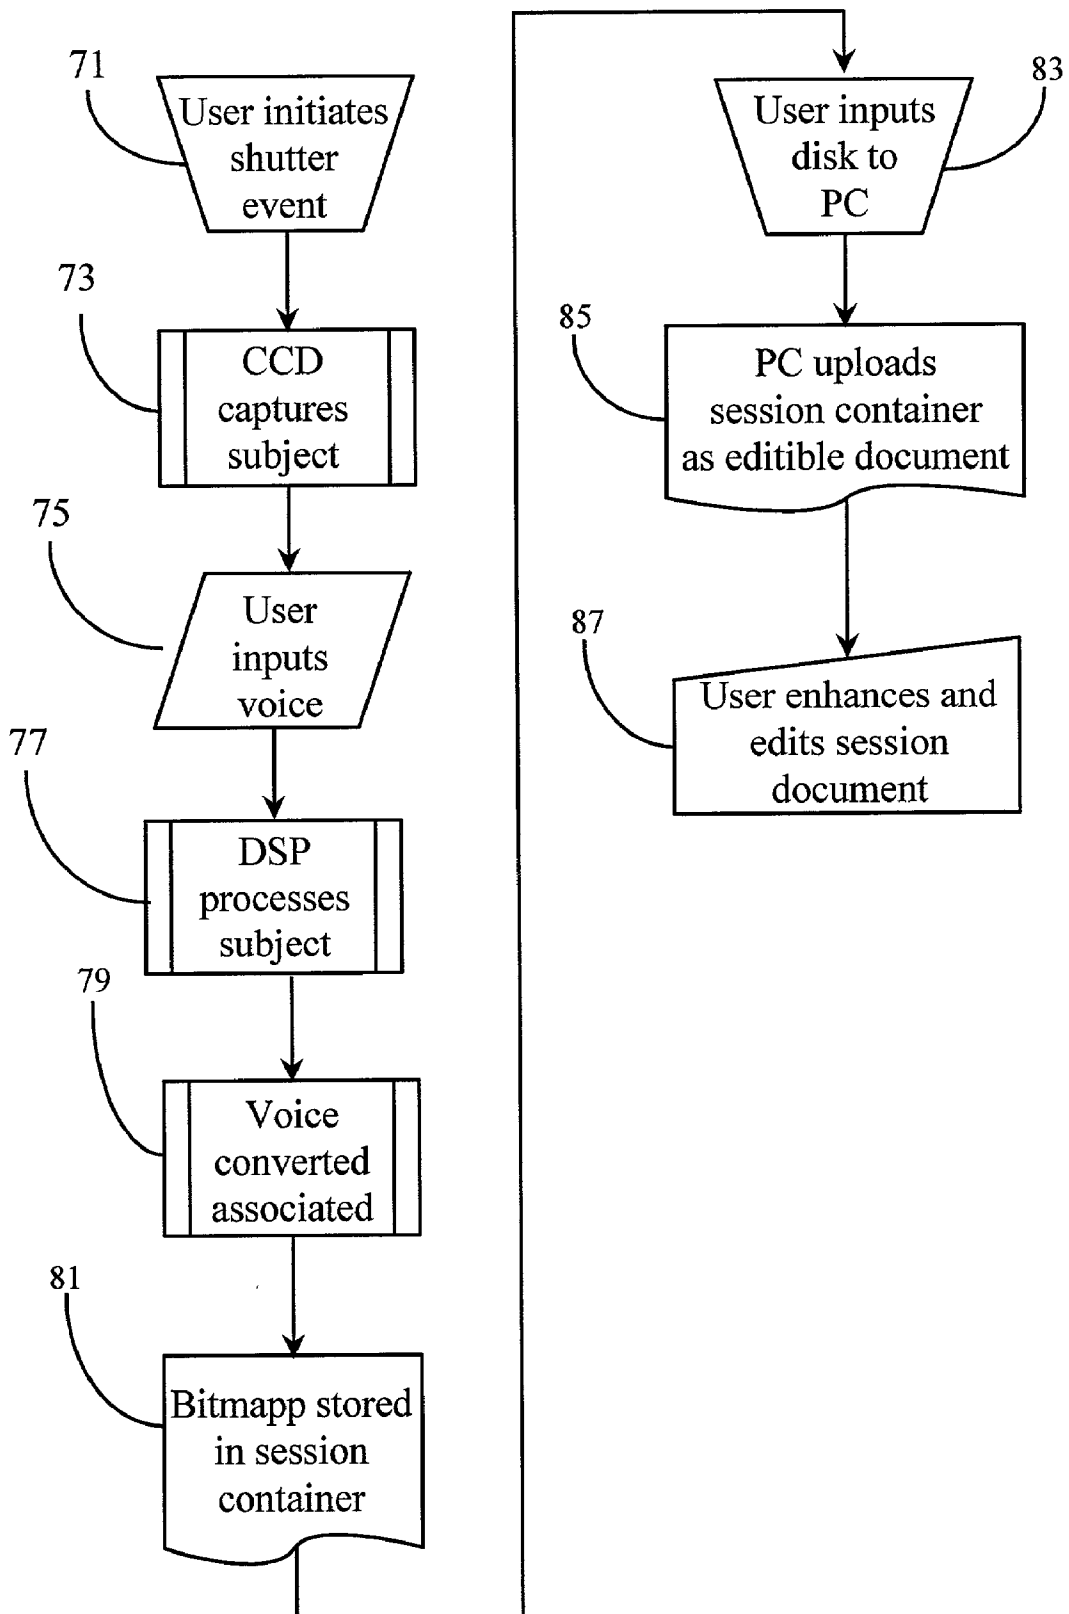 71
User initiates
shutter
event
73
CCD
captures
subject
75
User
inputs
voice
77
DSP
processes
subject
79
Voice
converted
associated
81
Bitmapp stored
in session
container
83
User inputs
disk to
PC
85
PC uploads
session container
as editible document
87
User enhances and
edits session
document